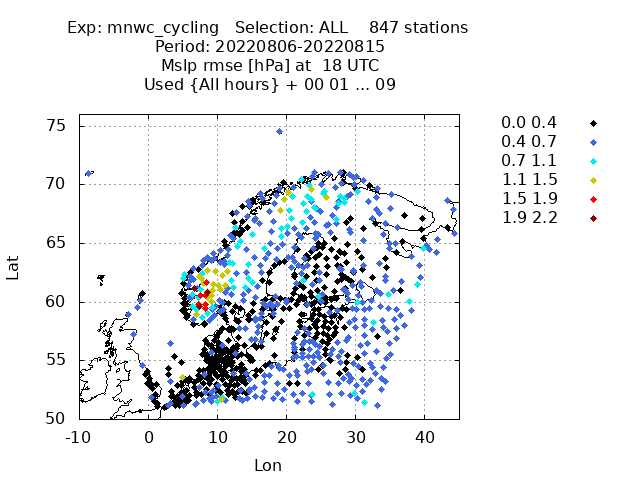 Exp: mnwc_cycling   Selection: ALL    847 stations
Period: 20220806-20220815
Mslp rmse [hPa] at  18 UTC
Used {All hours} + 00 01 ... 09
0.0 0.4
0.4 0.7
0.7 1.1
1.1 1.5
1.5 1.9
1.9 2.2
75
70
65
60
55
50
Lat
-10 0 10 20 30 40
Lon